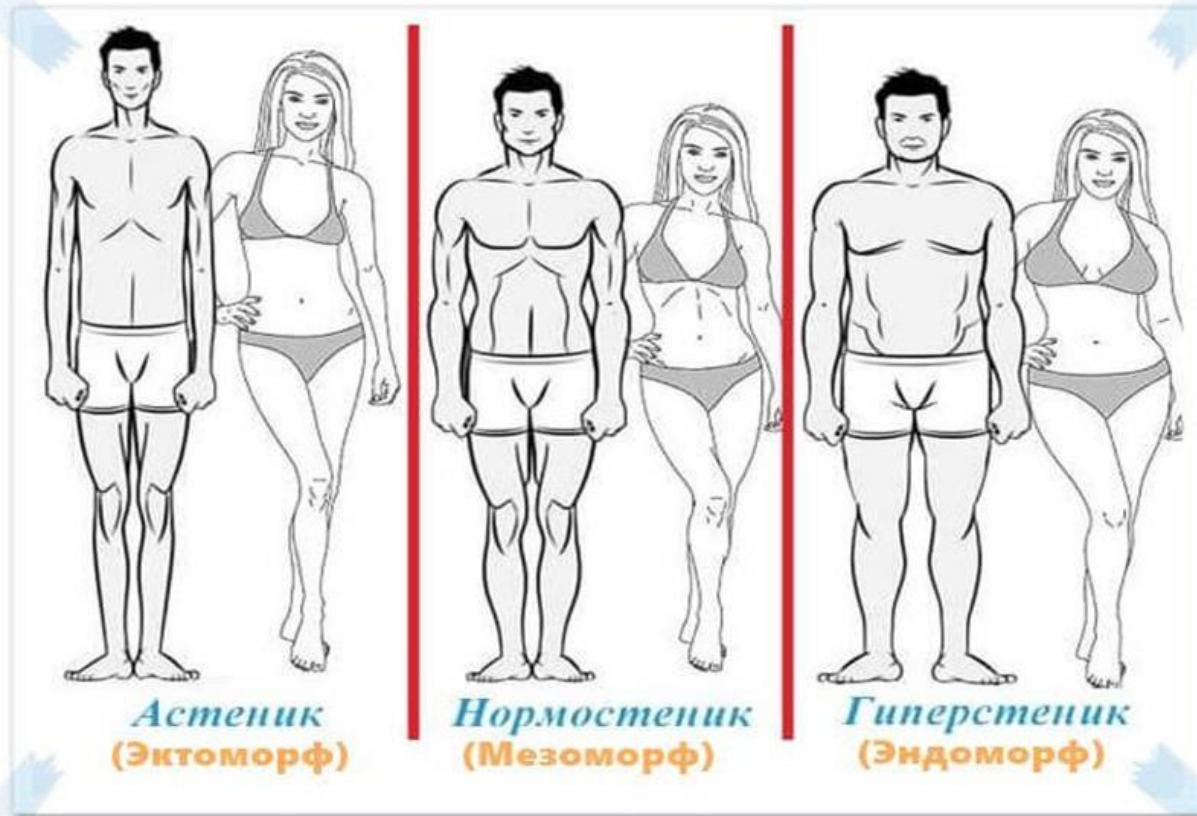 Астеник
(Эктоморф)
Нормостеник
(Мезоморф)
Гиперстеник
(Эндоморф)